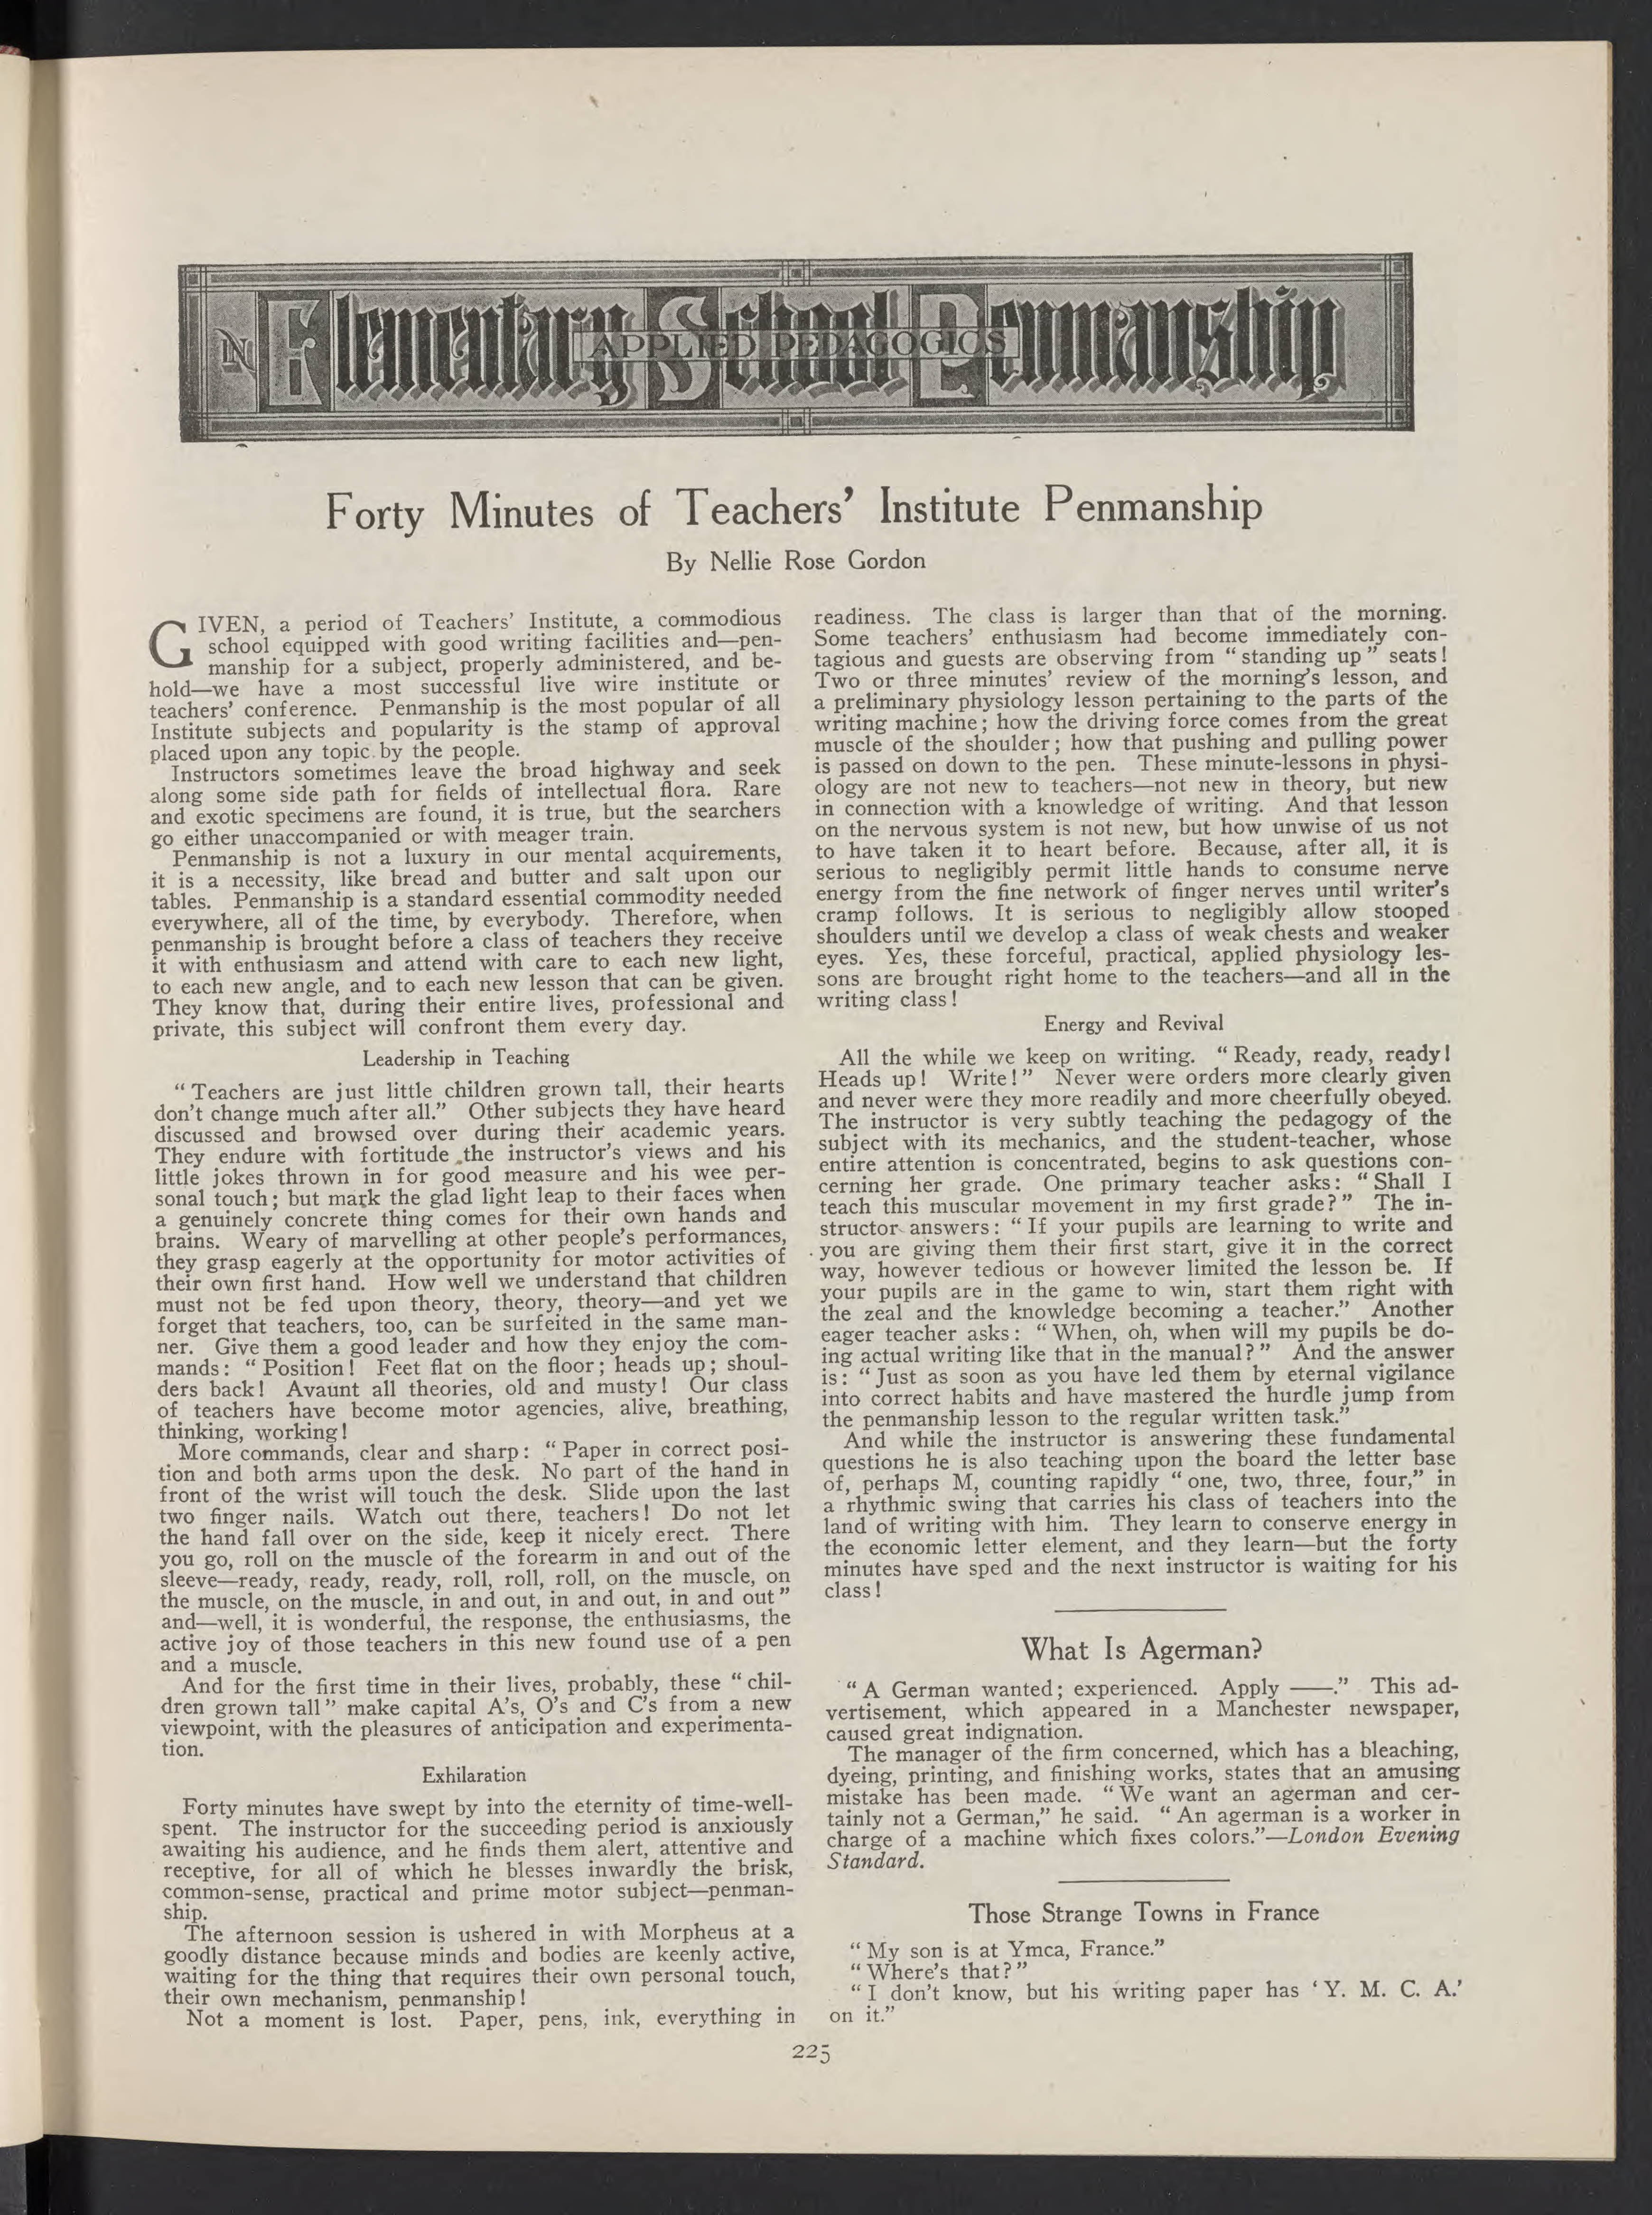 IN Elementary School Penmanship
APPLIED PEDAGOGICS
Forty Minutes of Teachers' Institute Penmanship
By Nellie Rose Gordon
GIVEN, a period of Teachers' Institute, a commodious
school equipped with good writing facilities and—pen-
manship for a subject, properly administered, and be-
hold—we have a most successful live wire institute or
teachers' conference. Penmanship is the most popular of all
Institute subjects and popularity is the stamp of approval
placed upon any topic by the people.
Instructors sometimes leave the broad highway and seek
along some side path for fields of intellectual flora. Rare
and exotic specimens are found, it is true, but the searchers
go either unaccompanied or with meager train.
Penmanship is not a luxury in our mental acquirements,
it is a necessity, like bread and butter and salt upon our
tables. Penmanship is a standard essential commodity needed
everywhere, all of the time, by everybody. Therefore, when
penmanship is brought before a class of teachers they receive
it with enthusiasm and attend with care to each new light,
to each new angle, and to each new lesson that can be given.
They know that, during their entire lives, professional and
private, this subject will confront them every day.
Leadership in Teaching
"Teachers are just little children grown tall, their hearts
don't change much after all." Other subjects they have heard
discussed and browsed over during their academic years.
They endure with fortitude the instructor's views and his
little jokes thrown in for good measure and his wee per-
sonal touch; but mark the glad light leap to their faces when
a genuinely concrete thing comes for their own hands and
brains. Weary of marvelling at other people's performances,
they grasp eagerly at the opportunity for motor activities of
their own first hand. How well we understand that children
must not be fed upon theory, theory, theory—and yet we
forget that teachers, too, can be surfeited in the same man-
ner. Give them a good leader and how they enjoy the com-
mands: "Position! Feet flat on the floor; heads up; shoul-
ders back! Avaunt all theories, old and musty! Our class
of teachers have become motor agencies, alive, breathing,
thinking, working!
More commands, clear and sharp: "Paper in correct posi-
tion and both arms upon the desk. No part of the hand in
front of the wrist will touch the desk. Slide upon the last
two finger nails. Watch out there, teachers! Do not let
the hand fall over on the side, keep it nicely erect. There
you go, roll on the muscle of the forearm in and out of the
sleeve—ready, ready, ready, roll, roll, roll, on the muscle, on
the muscle, on the muscle, in and out, in and out, in and out"
and—well, it is wonderful, the response, the enthusiasms, the
active joy of those teachers in this new found use of a pen
and a muscle.
And for the first time in their lives, probably, these "chil-
dren grown tall" make capital A's, O's and C's from a new
viewpoint, with the pleasures of anticipation and experimenta-
tion.
Exhilaration
Forty minutes have swept by into the eternity of time-well-
spent. The instructor for the succeeding period is anxiously
awaiting his audience, and he finds them alert, attentive and
receptive, for all of which he blesses inwardly the brisk,
common-sense, practical and prime motor subject—penman-
ship.
The afternoon session is ushered in with Morpheus at a
goodly distance because minds and bodies are keenly active,
waiting for the thing that requires their own personal touch,
their own mechanism, penmanship!
Not a moment is lost. Paper, pens, ink, everything in
readiness. The class is larger than that of the morning.
Some teachers' enthusiasm had become immediately con-
tagious and guests are observing from "standing up" seats!
Two or three minutes' review of the morning's lesson, and
a preliminary physiology lesson pertaining to the parts of the
writing machine; how the driving force comes from the great
muscle of the shoulder; how that pushing and pulling power
is passed on down to the pen. These minute-lessons in physi-
ology are not new to teachers—not new in theory, but new
in connection with a knowledge of writing. And that lesson
on the nervous system is not new, but how unwise of us not
to have taken it to heart before. Because, after all, it is
serious to negligibly permit little hands to consume nerve
energy from the fine network of finger nerves until writer's
cramp follows. It is serious to negligibly allow stooped
shoulders until we develop a class of weak chests and weaker
eyes. Yes, these forceful, practical, applied physiology les-
sons are brought right home to the teachers—and all in the
writing class!
Energy and Revival
All the while we keep on writing. "Ready, ready, ready!
Heads up! Write!" Never were orders more clearly given
and never were they more readily and more cheerfully obeyed.
The instructor is very subtly teaching the pedagogy of the
subject with its mechanics, and the student-teacher, whose
entire attention is concentrated, begins to ask questions con-
cerning her grade. One primary teacher asks: "Shall I
teach this muscular movement in my first grade?" The in-
structor answers: "If your pupils are learning to write and
you are giving them their first start, give it in the correct
way, however tedious or however limited the lesson be. If
your pupils are in the game to win, start them right with
the zeal and the knowledge becoming a teacher." Another
eager teacher asks: "When, oh, when will my pupils be do-
ing actual writing like that in the manual?" And the answer
is: "Just as soon as you have led them by eternal vigilance
into correct habits and have mastered the hurdle jump from
the penmanship lesson to the regular written task."
And while the instructor is answering these fundamental
questions he is also teaching upon the board the letter base
of, perhaps M, counting rapidly "one, two, three, four," in
a rhythmic swing that carries his class of teachers into the
land of writing with him. They learn to conserve energy in
the economic letter element, and they learn—but the forty
minutes have sped and the next instructor is waiting for his
class!
What Is Agerman?
"A German wanted; experienced. Apply ——." This ad-
vertisement, which appeared in a Manchester newspaper,
caused great indignation.
The manager of the firm concerned, which has a bleaching,
dyeing, printing, and finishing works, states that an amusing
mistake has been made. "We want an agerman and cer-
tainly not a German," he said. "An agerman is a worker in
charge of a machine which fixes colors."—London Evening
Standard.
Those Strange Towns in France
"My son is at Ymca, France."
"Where's that?"
"I don't know, but his writing paper has 'Y. M. C. A.'
on it."
225